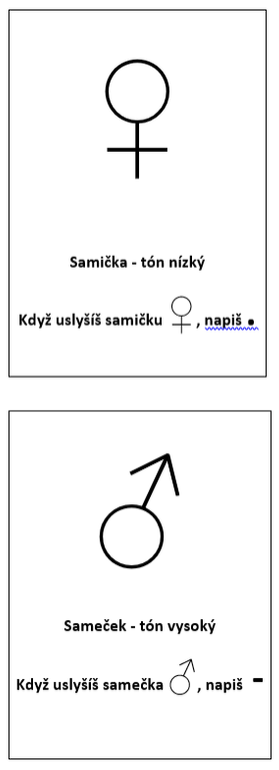 Samička - tón nízký
Když uslyšíš samičku ♀, napiš •
Sameček - tón vysoký
Když uslyšíš samečka ♂, napiš -